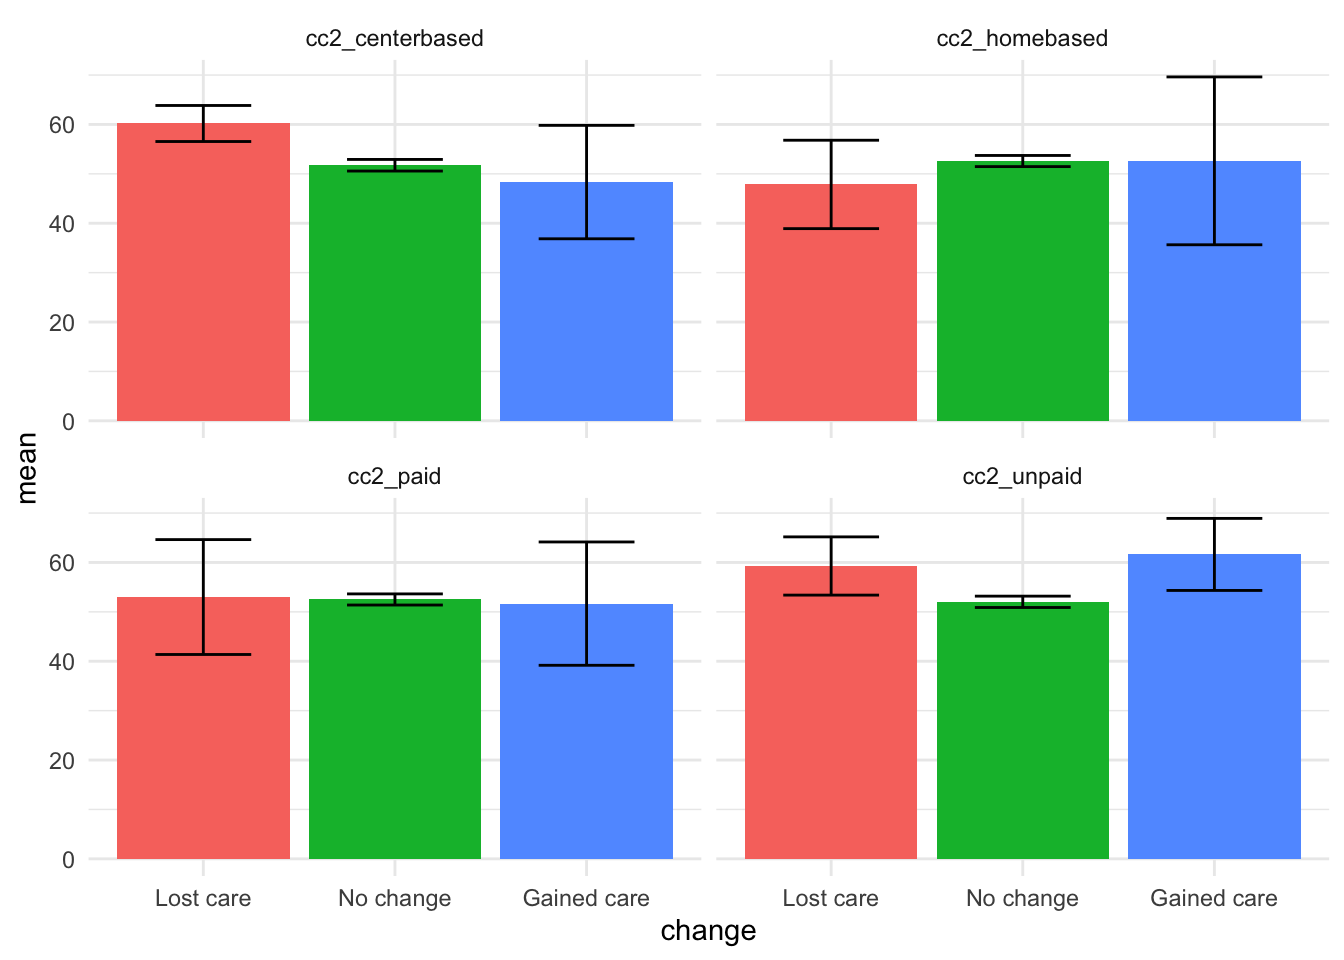 cc2_centerbased
cc2_homebased
60
40
20
0
cc2_paid
cc2_unpaid
60
40
20
0
mean
Lost care
No change
Gained care
Lost care
No change
Gained care
change